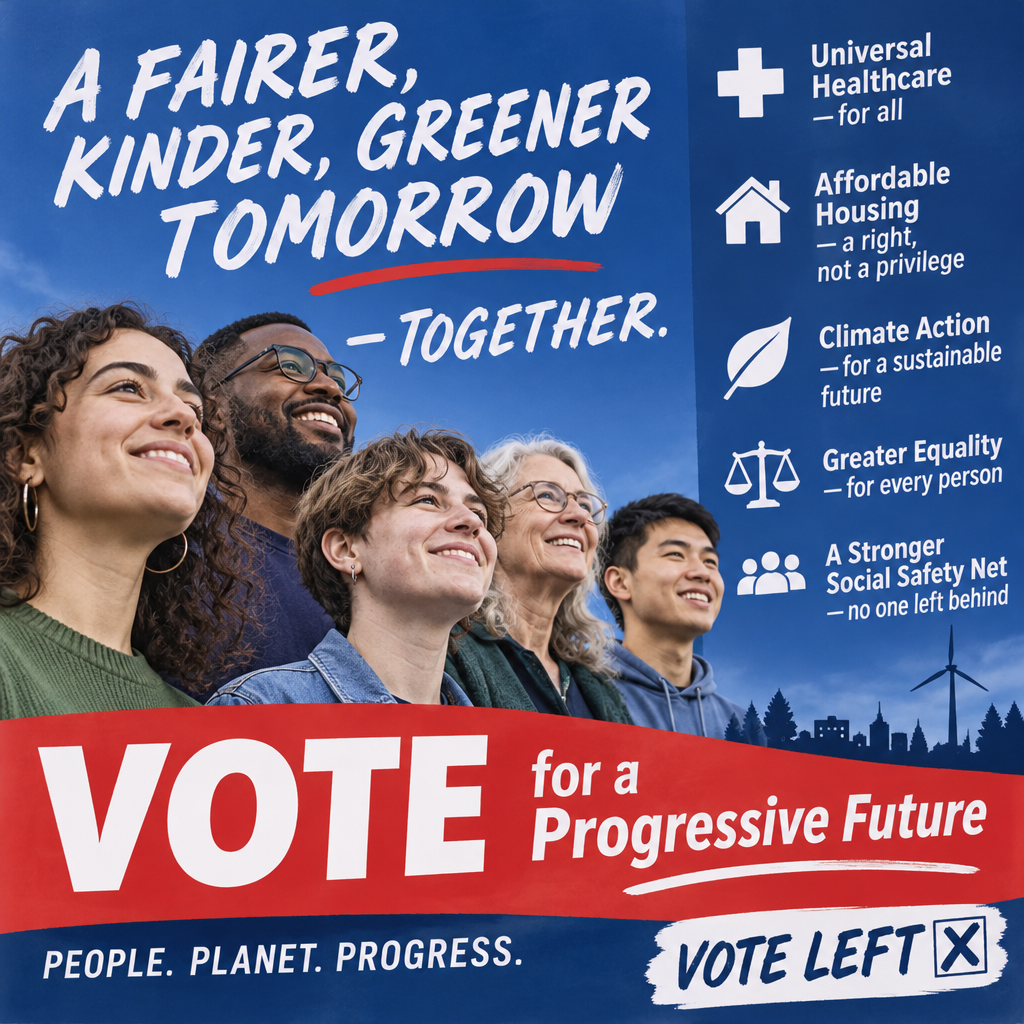 A FAIRER,
KINDER, GREENER
TOMORROW
— TOGETHER.
Universal
Healthcare
— for all
Affordable
Housing
— a right,
not a privilege
Climate Action
— for a sustainable
future
Greater Equality
— for every person
A Stronger
Social Safety Net
— no one left behind
VOTE
for a
Progressive Future
PEOPLE. PLANET. PROGRESS.
VOTE LEFT X